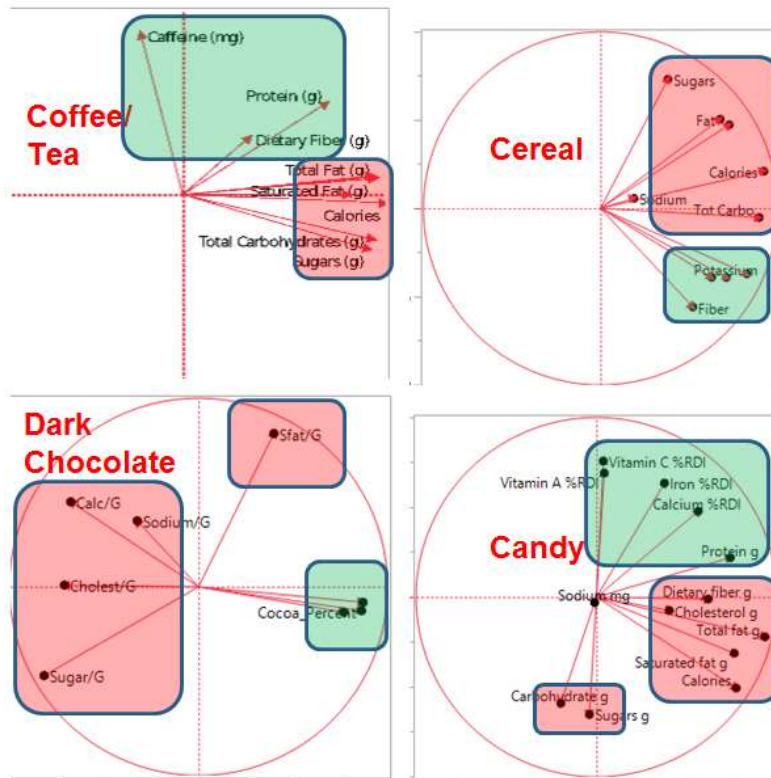 Coffee/
Tea
Caffeine (mg)
Protein (g)
Dietary Fiber (g)
Total Fat (g)
Saturated Fat (g)
Calories
Total Carbohydrates (g)
Sugars (g)
Cereal
Sugars
Fat
Calories
Sodium
Tot Carbo
Potassium
Fiber
Dark
Chocolate
Sfat/G
Calc/G
Sodium/G
Cholest/G
Cocoa_Percent
Sugar/G
Candy
Vitamin C %RDI
Vitamin A %RDI
Iron %RDI
Calcium %RDI
Protein g
Sodium mg
Dietary fiber g
Cholesterol g
Total fat g
Saturated fat g
Calories
Carbohydrate g
Sugars g